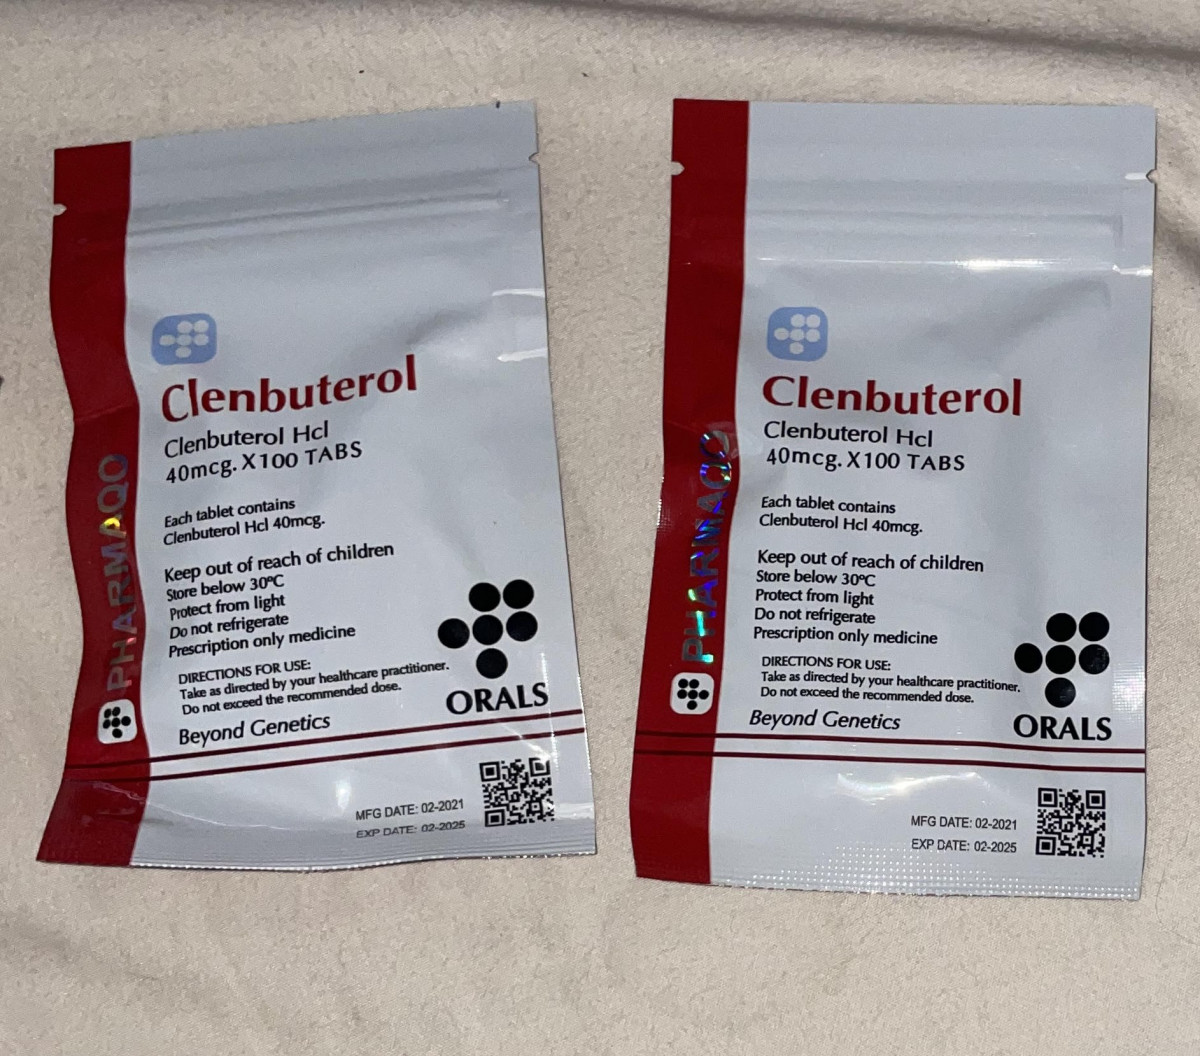 Clenbuterol
Clenbuterol Hcl
40mcg. X100 TABS
Each tablet contains
Clenbuterol Hcl 40mcg.
Keep out of reach of children
Store below 30ºC
Protect from light
Do not refrigerate
Prescription only medicine
DIRECTIONS FOR USE:
Take as directed by your healthcare practitioner.
Do not exceed the recommended dose.
Beyond Genetics
ORALS
MFG DATE: 02-2021
EXP DATE: 02-2025
PHARMAQO
Clenbuterol
Clenbuterol Hcl
40mcg. X100 TABS
Each tablet contains
Clenbuterol Hcl 40mcg.
Keep out of reach of children
Store below 30ºC
Protect from light
Do not refrigerate
Prescription only medicine
DIRECTIONS FOR USE:
Take as directed by your healthcare practitioner.
Do not exceed the recommended dose.
Beyond Genetics
ORALS
MFG DATE: 02-2021
EXP DATE: 02-2025
PHARMAQO